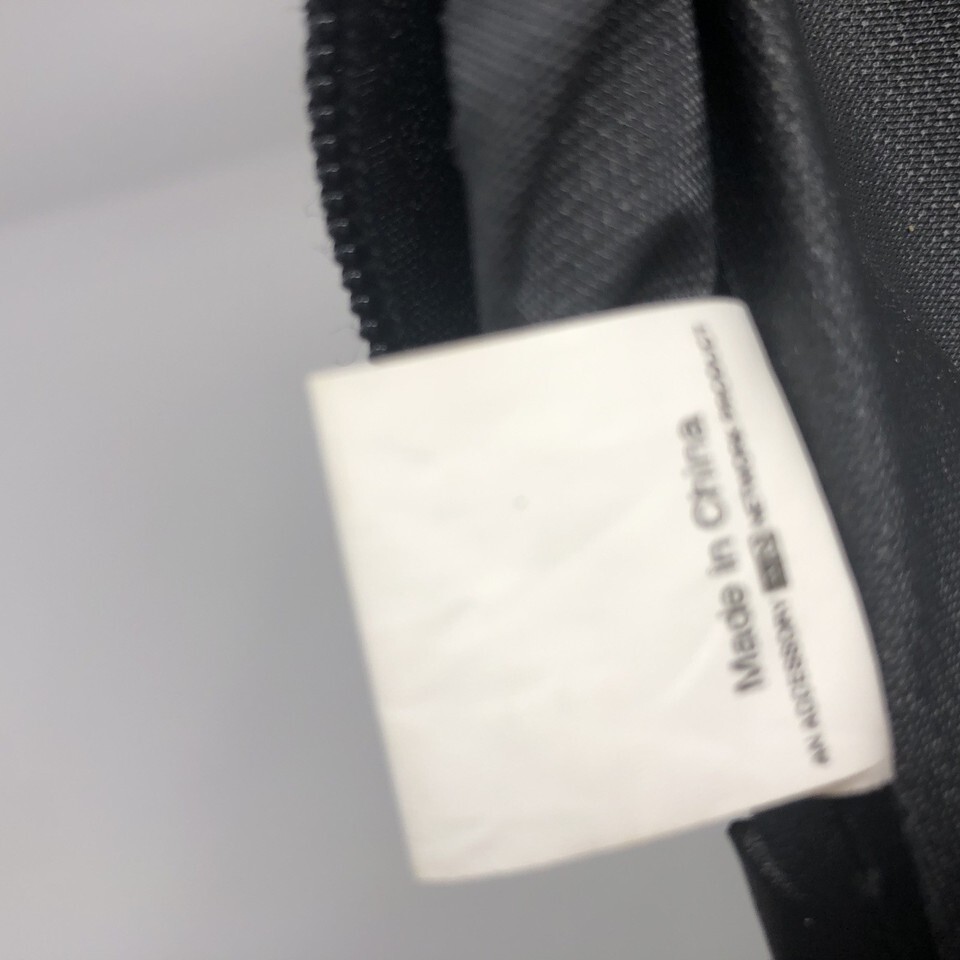 Made In China
AN ACCESSORY NETWORK PRODUCT